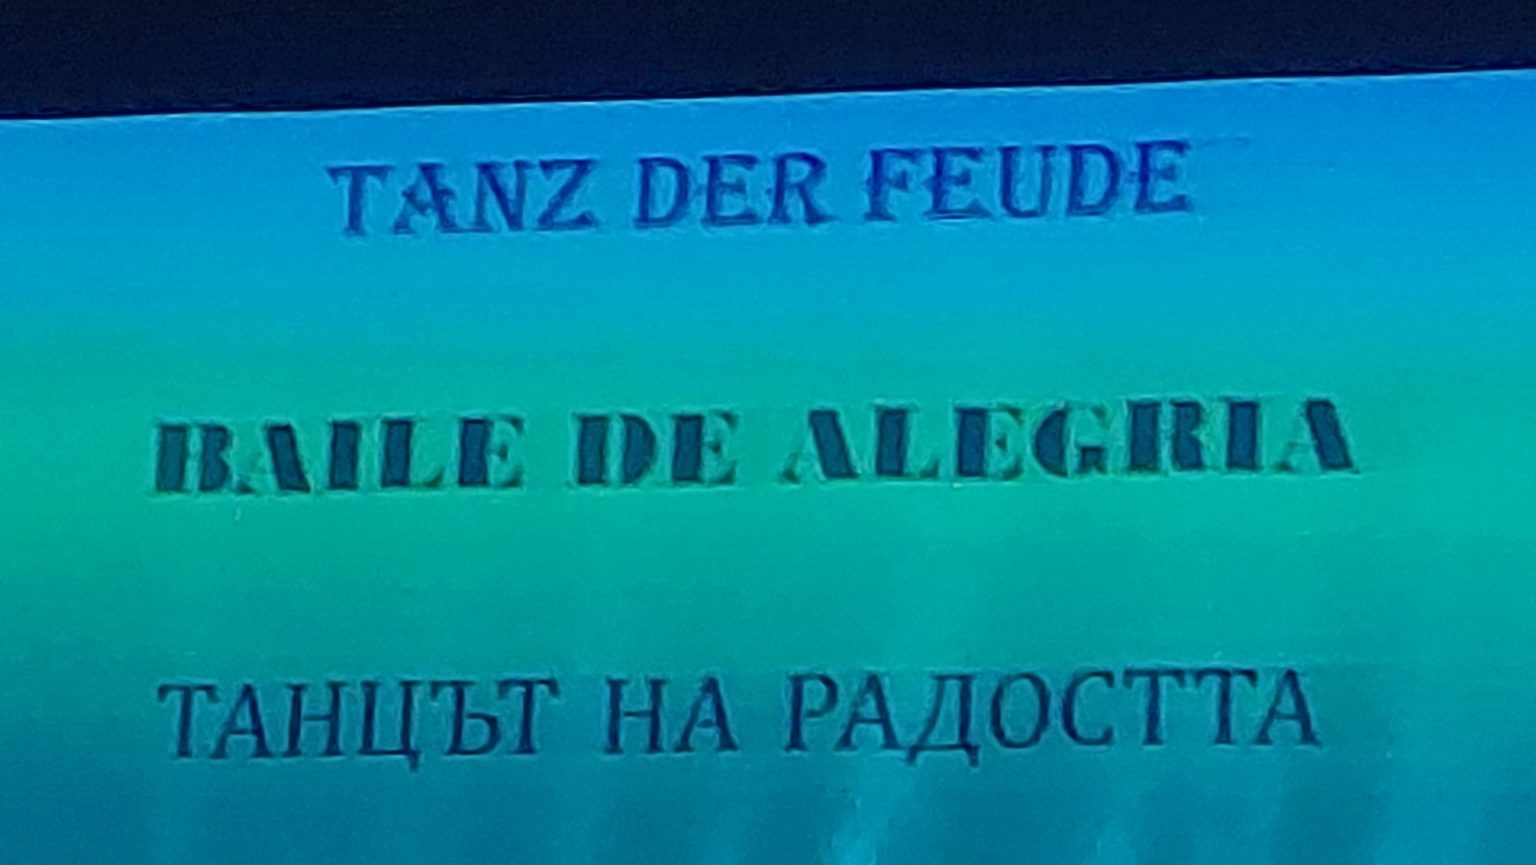 TANZ DER FEUDE
BAILE DE ALEGRIA
ТАНЦЪТ НА РАДОСТТА